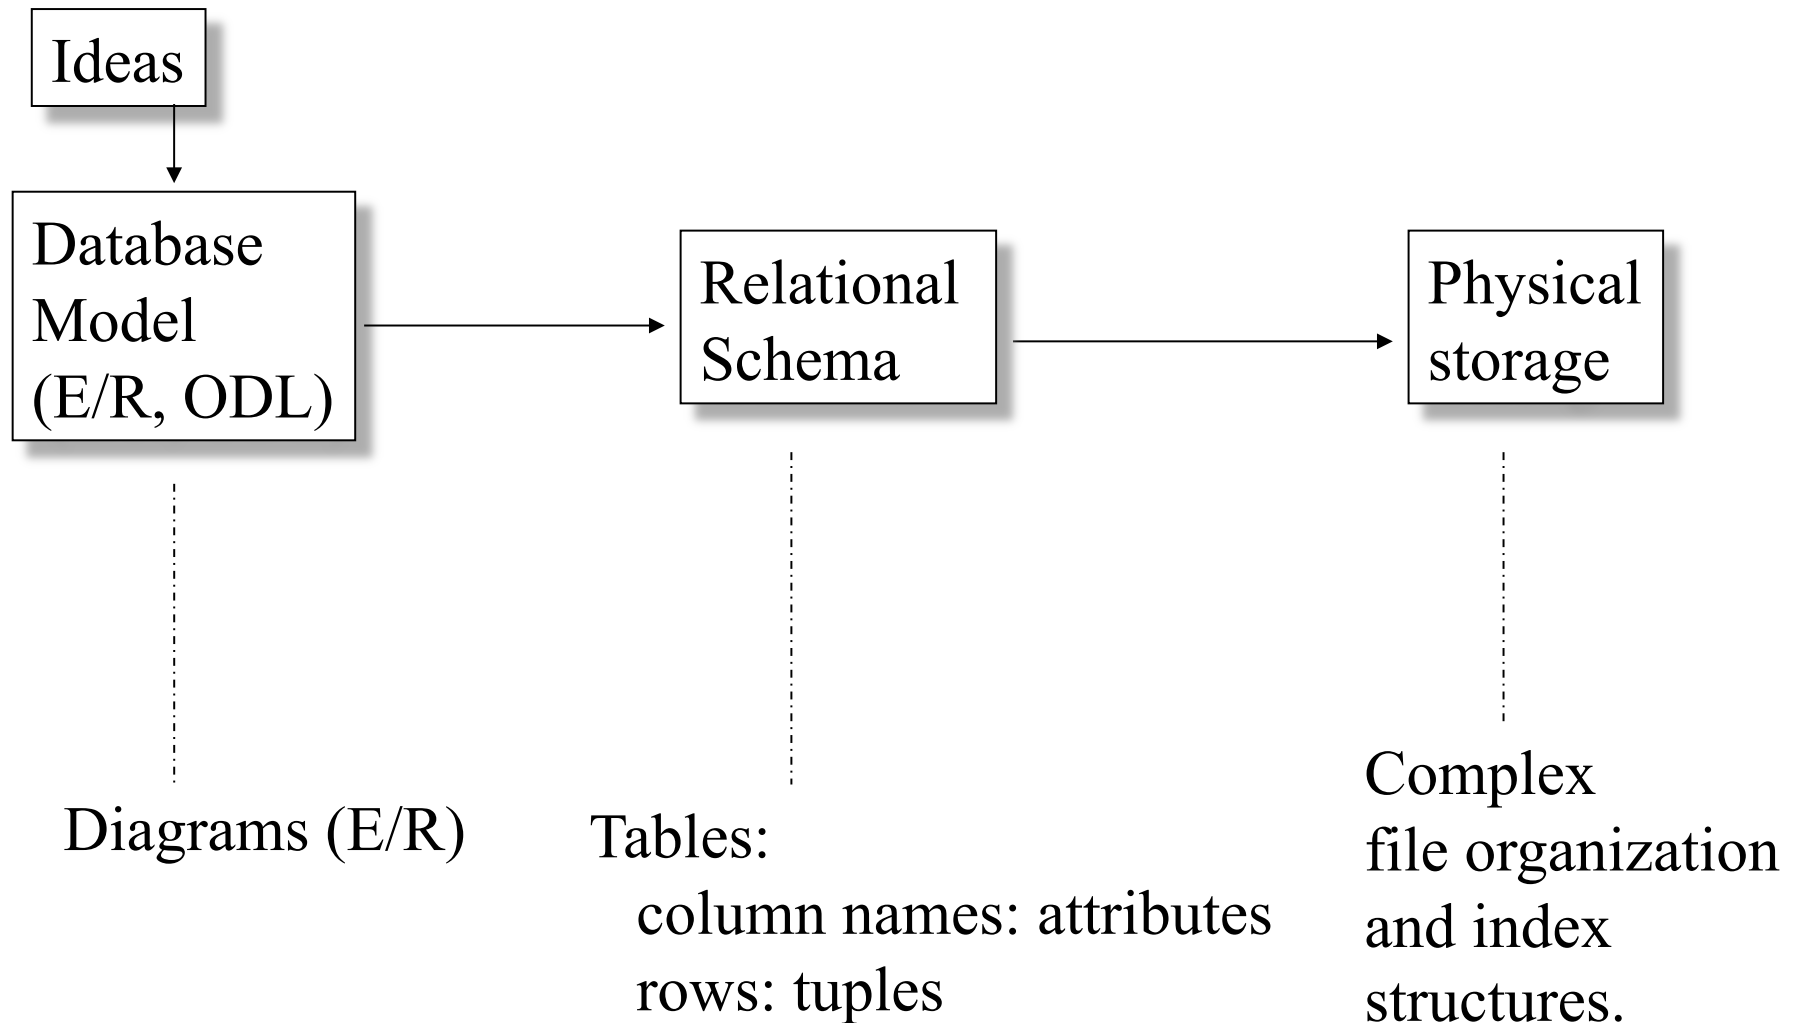 Ideas
Database
Model
(E/R, ODL)
Relational
Schema
Physical
storage
Diagrams (E/R)
Tables:
column names: attributes
rows: tuples
Complex
file organization
and index
structures.